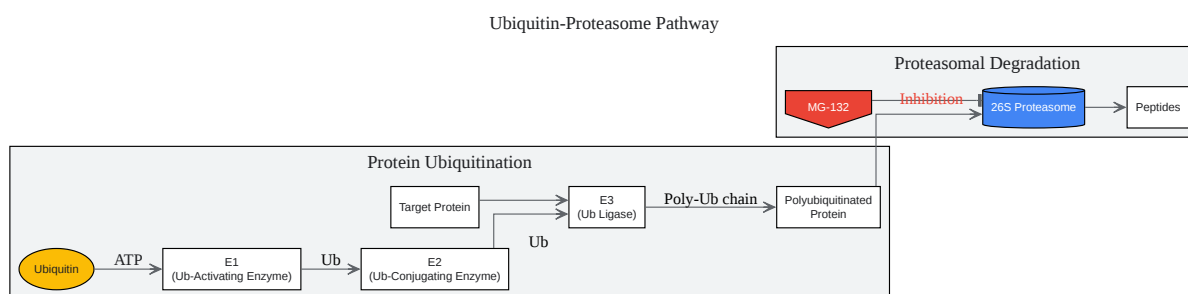 Ubiquitin-Proteasome Pathway
Proteasomal Degradation
MG-132
Inhibition
26S Proteasome
Peptides
Protein Ubiquitination
Target Protein
E3
(Ub Ligase)
Poly-Ub chain
Polyubiquitinated
Protein
Ubiquitin
ATP
E1
(Ub-Activating Enzyme)
Ub
E2
(Ub-Conjugating Enzyme)
Ub